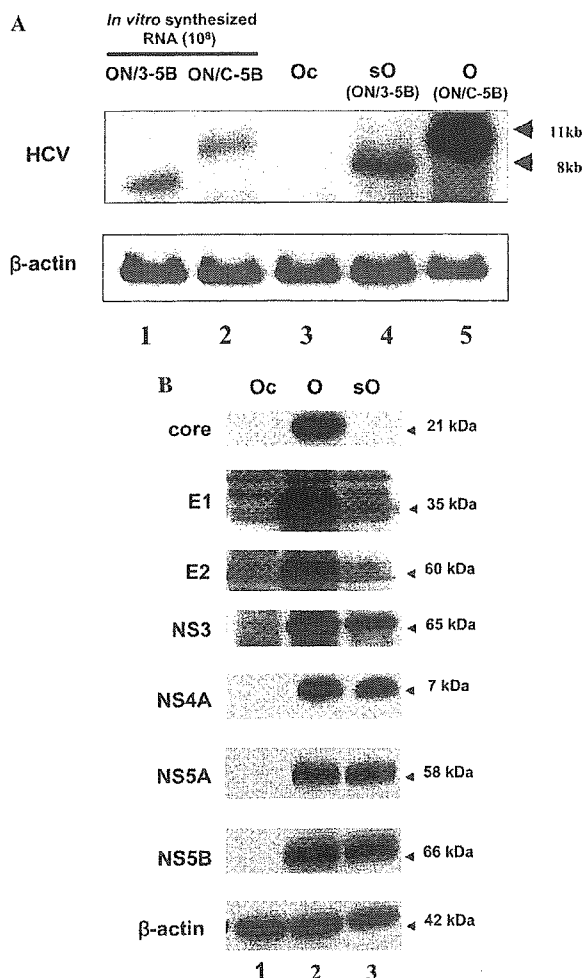 A
In vitro synthesized
RNA (10⁸)
ON/3-5B ON/C-5B Oc sO O
(ON/3-5B) (ON/C-5B)
HCV
11kb
8kb
β-actin
1 2 3 4 5
B
Oc O sO
core 21 kDa
E1 35 kDa
E2 60 kDa
NS3 65 kDa
NS4A 7 kDa
NS5A 58 kDa
NS5B 66 kDa
β-actin 42 kDa
1 2 3